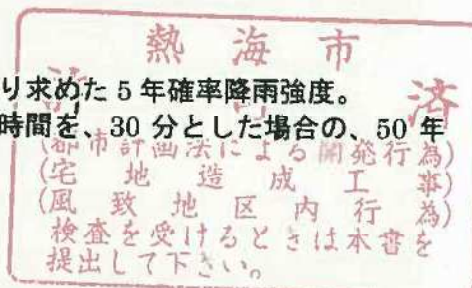 熱海市
り求めた5年確率降雨強度。
済
時間を、30分とした場合の、50年
(都市計画法による開発行為)
(宅地造成工事)
(風致地区内行為)
検査を受けるときは本書を
提出して下さい。